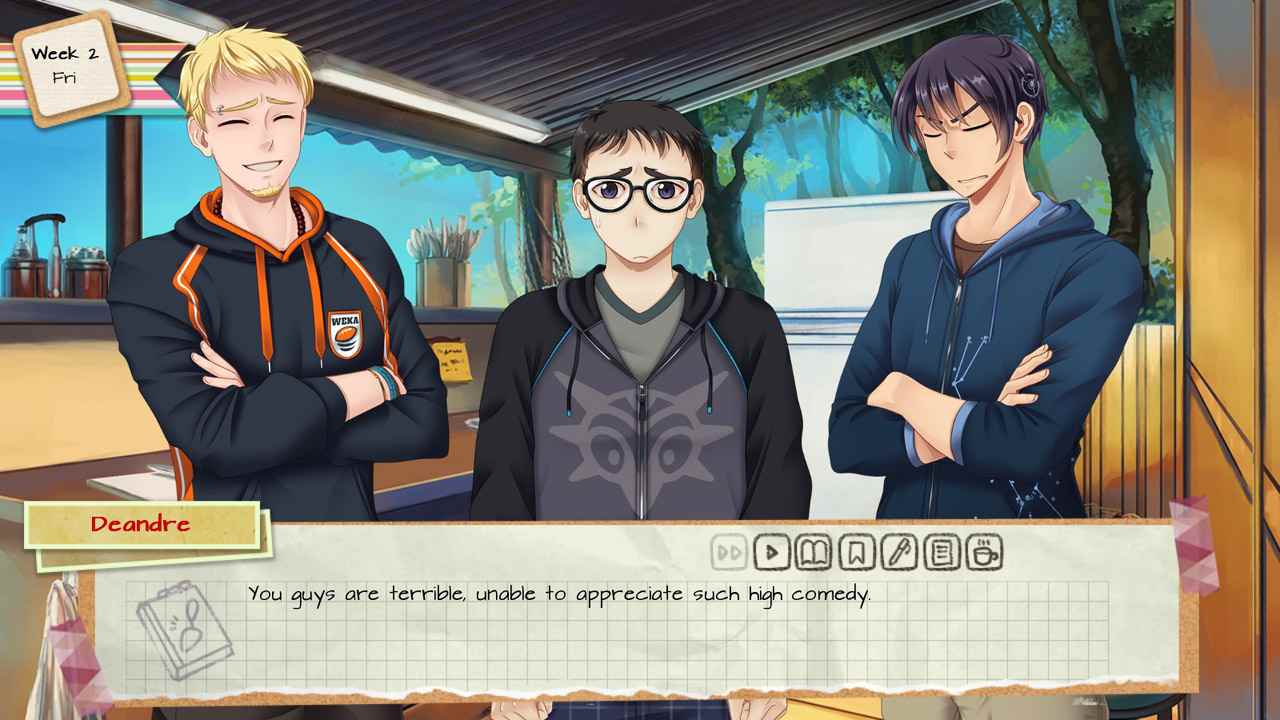 Week 2
Fri
WEKA
Deandre
You guys are terrible, unable to appreciate such high comedy.